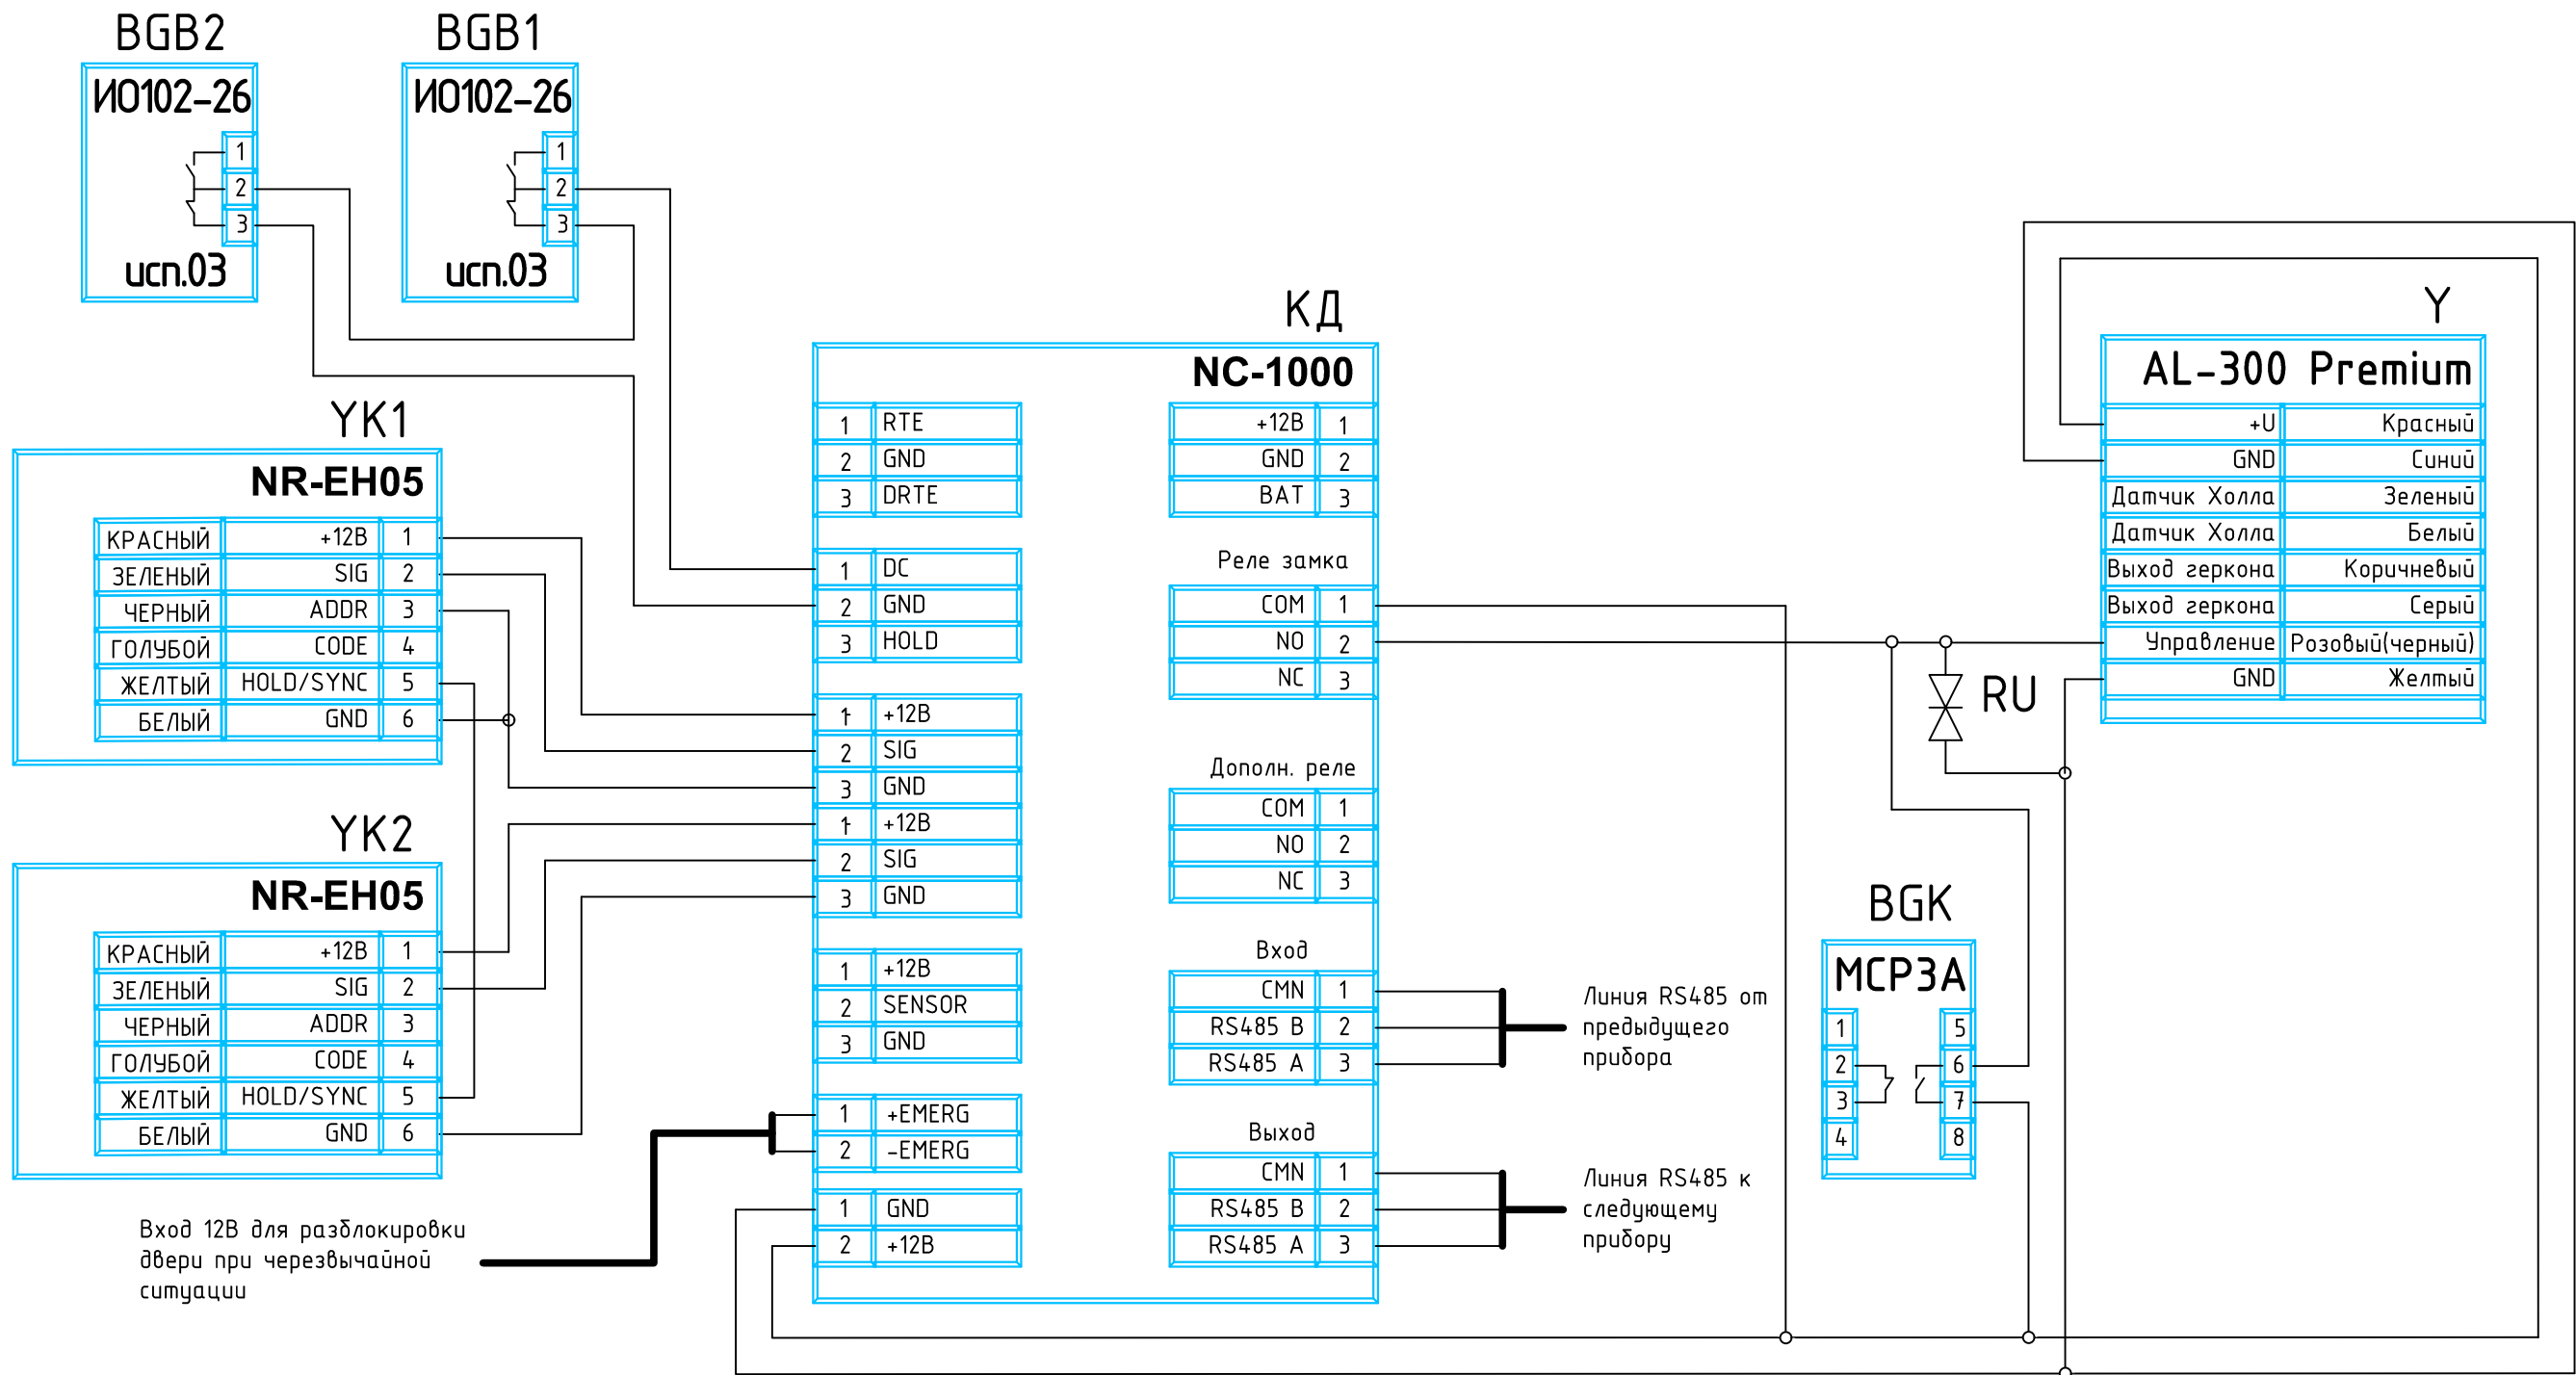 BGB2
ИО102-26
1
2
3
исп.03
BGB1
ИО102-26
1
2
3
исп.03
YK1
NR-EH05
КРАСНЫЙ +12В 1
ЗЕЛЕНЫЙ SIG 2
ЧЕРНЫЙ ADDR 3
ГОЛУБОЙ CODE 4
ЖЕЛТЫЙ HOLD/SYNC 5
БЕЛЫЙ GND 6
YK2
NR-EH05
КРАСНЫЙ +12В 1
ЗЕЛЕНЫЙ SIG 2
ЧЕРНЫЙ ADDR 3
ГОЛУБОЙ CODE 4
ЖЕЛТЫЙ HOLD/SYNC 5
БЕЛЫЙ GND 6
Вход 12В для разблокировки
двери при черезвычайной
ситуации
КД
NC-1000
1 RTE
2 GND
3 DRTE
1 DC
2 GND
3 HOLD
1 +12В
2 SIG
3 GND
1 +12В
2 SIG
3 GND
1 +12В
2 SENSOR
3 GND
1 +EMERG
2 -EMERG
1 GND
2 +12В
+12В 1
GND 2
BAT 3
Реле замка
COM 1
NO 2
NC 3
Дополн. реле
COM 1
NO 2
NC 3
Вход
CMN 1
RS485 B 2
RS485 A 3
Выход
CMN 1
RS485 B 2
RS485 A 3
Линия RS485 от
предыдущего
прибора
Линия RS485 к
следующему
прибору
Y
AL-300 Premium
+U Красный
GND Синий
Датчик Холла Зеленый
Датчик Холла Белый
Выход геркона Коричневый
Выход геркона Серый
Управление Розовый(черный)
GND Желтый
RU
BGK
MCP3A
1 5
2 6
3 7
4 8